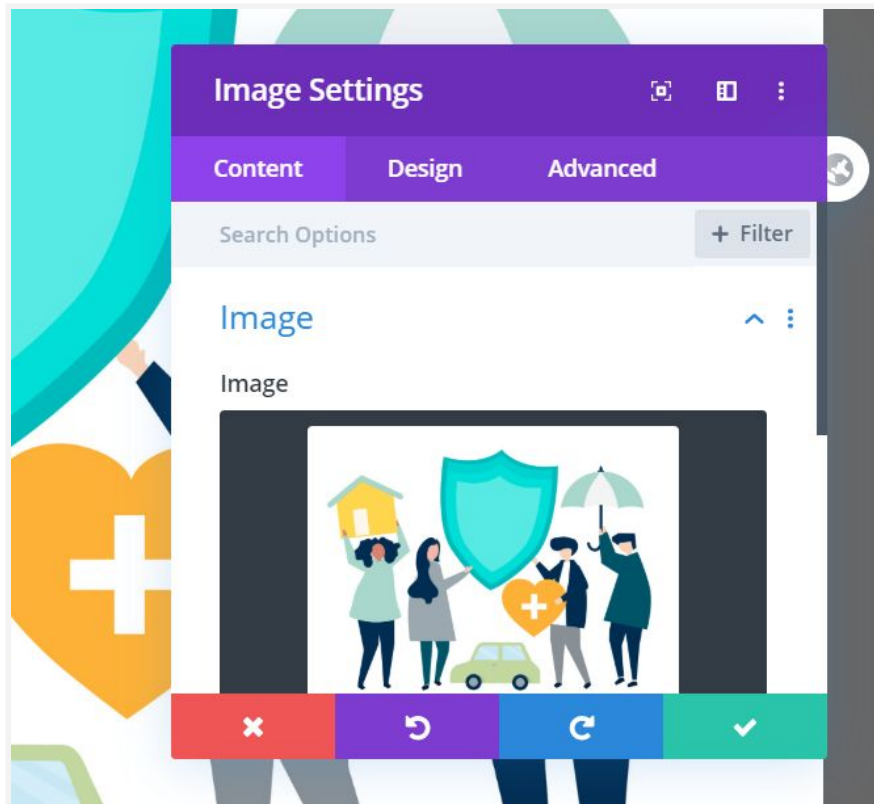 Image Settings
Content Design Advanced
Search Options + Filter
Image
Image